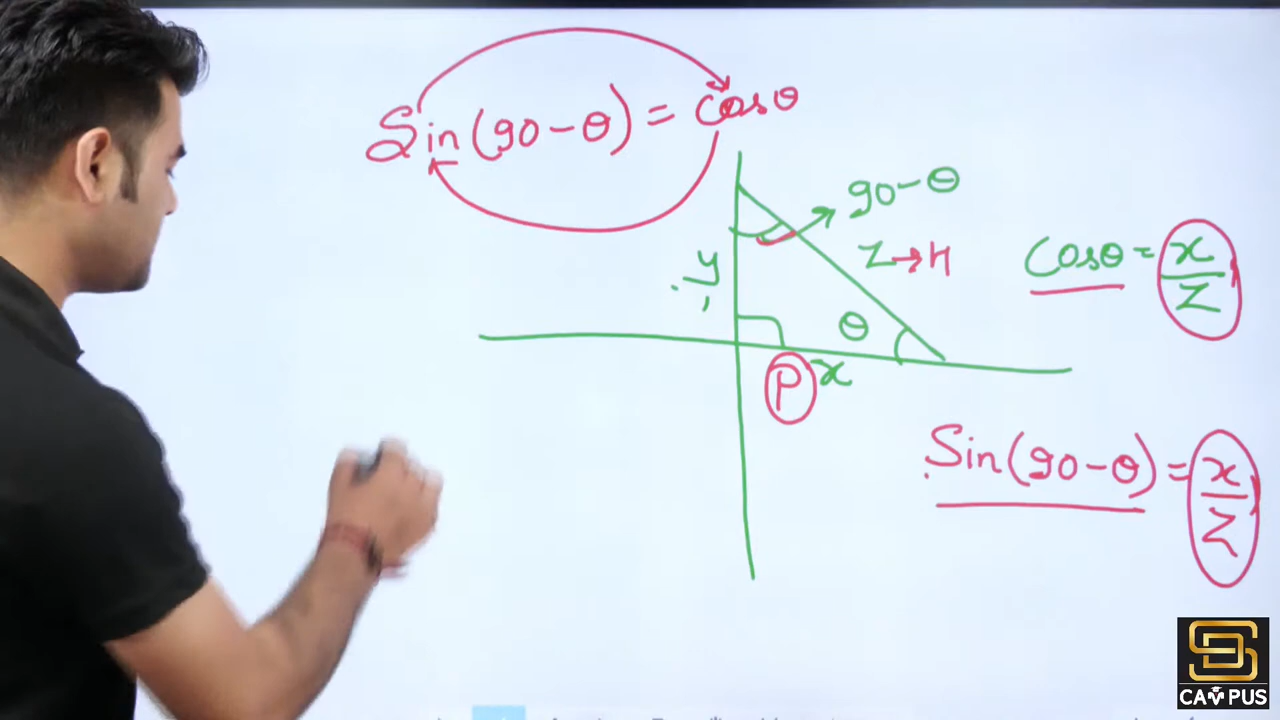 Sin(90-θ) = cosθ
90-θ
y
Z→H
Cosθ = x/Z
θ
P x
Sin(90-θ) = x/Z
CAMPUS